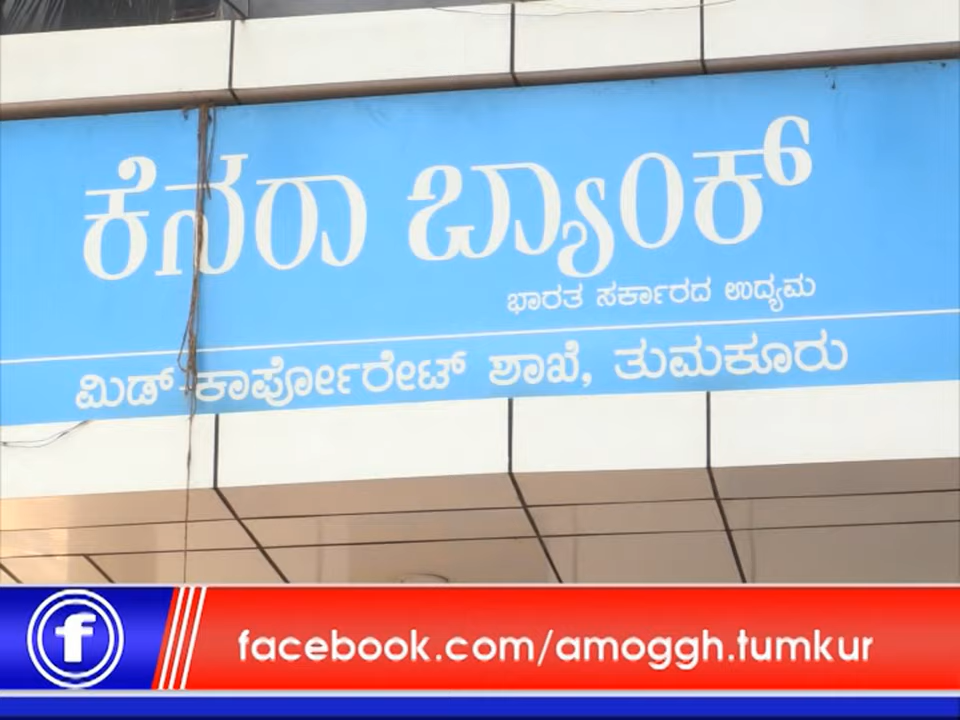 ಕೆನರಾ ಬ್ಯಾಂಕ್
ಭಾರತ ಸರ್ಕಾರದ ಉದ್ಯಮ
ಮಿಡ್-ಕಾರ್ಪೋರೇಟ್ ಶಾಖೆ, ತುಮಕೂರು
facebook.com/amoggh.tumkur